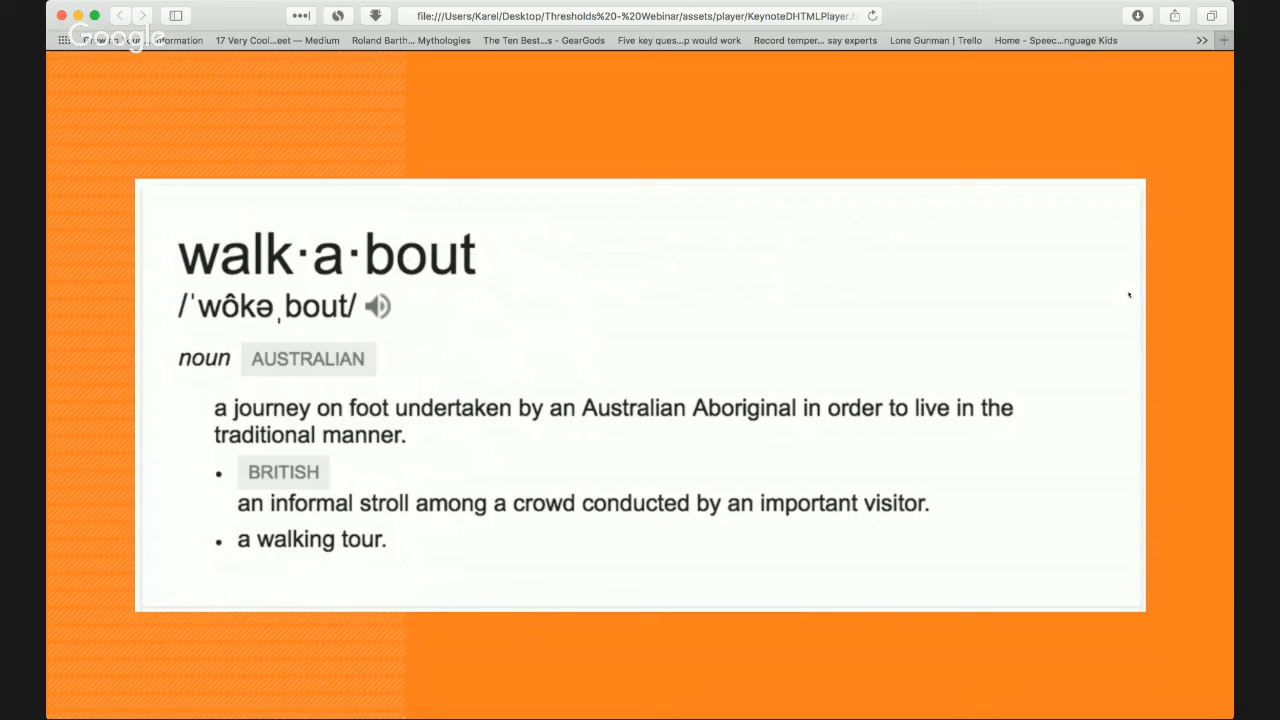 file:///Users/Karel/Desktop/Thresholds%20-%20Webinar/assets/player/KeynoteDHTMLPlayer.h
Google
17 Very Cool...eet — Medium
Roland Barth... Mythologies
The Ten Best...s - GearGods
Five key ques...p would work
Record temper... say experts
Lone Gunman | Trello
Home - Speec...nguage Kids
walk·a·bout
/ˈwôkəˌbout/
noun AUSTRALIAN
a journey on foot undertaken by an Australian Aboriginal in order to live in the
traditional manner.
• BRITISH
an informal stroll among a crowd conducted by an important visitor.
• a walking tour.